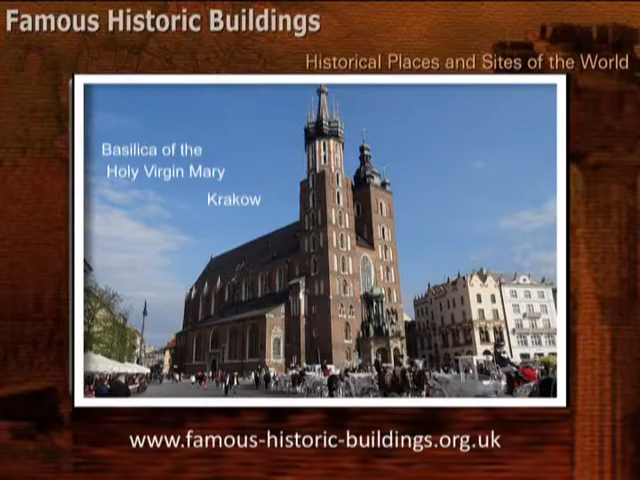 Famous Historic Buildings
Historical Places and Sites of the World
Basilica of the
Holy Virgin Mary
Krakow
www.famous-historic-buildings.org.uk